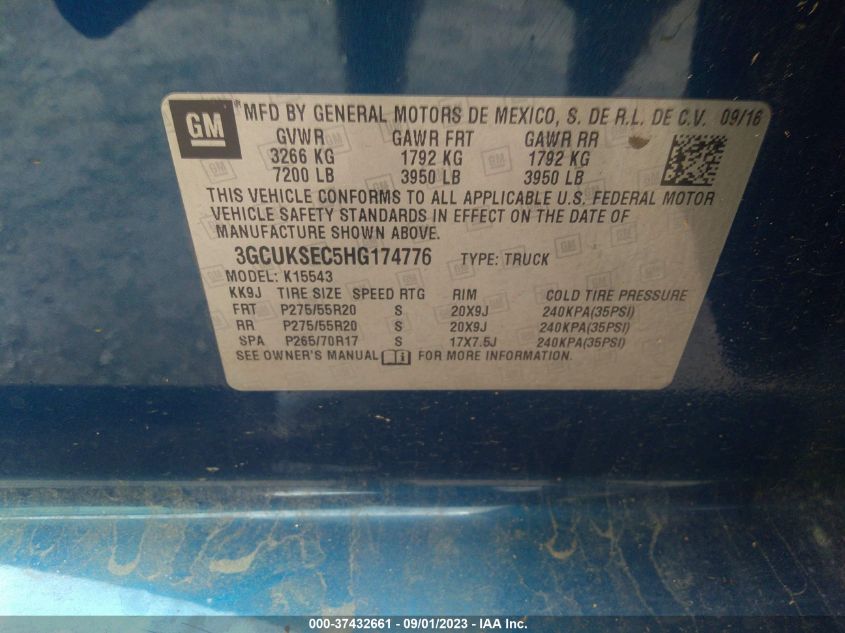 GM
MFD BY GENERAL MOTORS DE MEXICO, S. DE R.L. DE C.V. 09/16
GVWR GAWR FRT GAWR RR
3266 KG 1792 KG 1792 KG
7200 LB 3950 LB 3950 LB
THIS VEHICLE CONFORMS TO ALL APPLICABLE U.S. FEDERAL MOTOR
VEHICLE SAFETY STANDARDS IN EFFECT ON THE DATE OF
MANUFACTURE SHOWN ABOVE.
3GCUKSEC5HG174776 TYPE: TRUCK
MODEL: K15543
KK9J TIRE SIZE SPEED RTG RIM COLD TIRE PRESSURE
FRT P275/55R20 S 20X9J 240KPA(35PSI)
RR P275/55R20 S 20X9J 240KPA(35PSI)
SPA P265/70R17 S 17X7.5J 240KPA(35PSI)
SEE OWNER'S MANUAL FOR MORE INFORMATION.
000-37432661 - 09/01/2023 - IAA Inc.